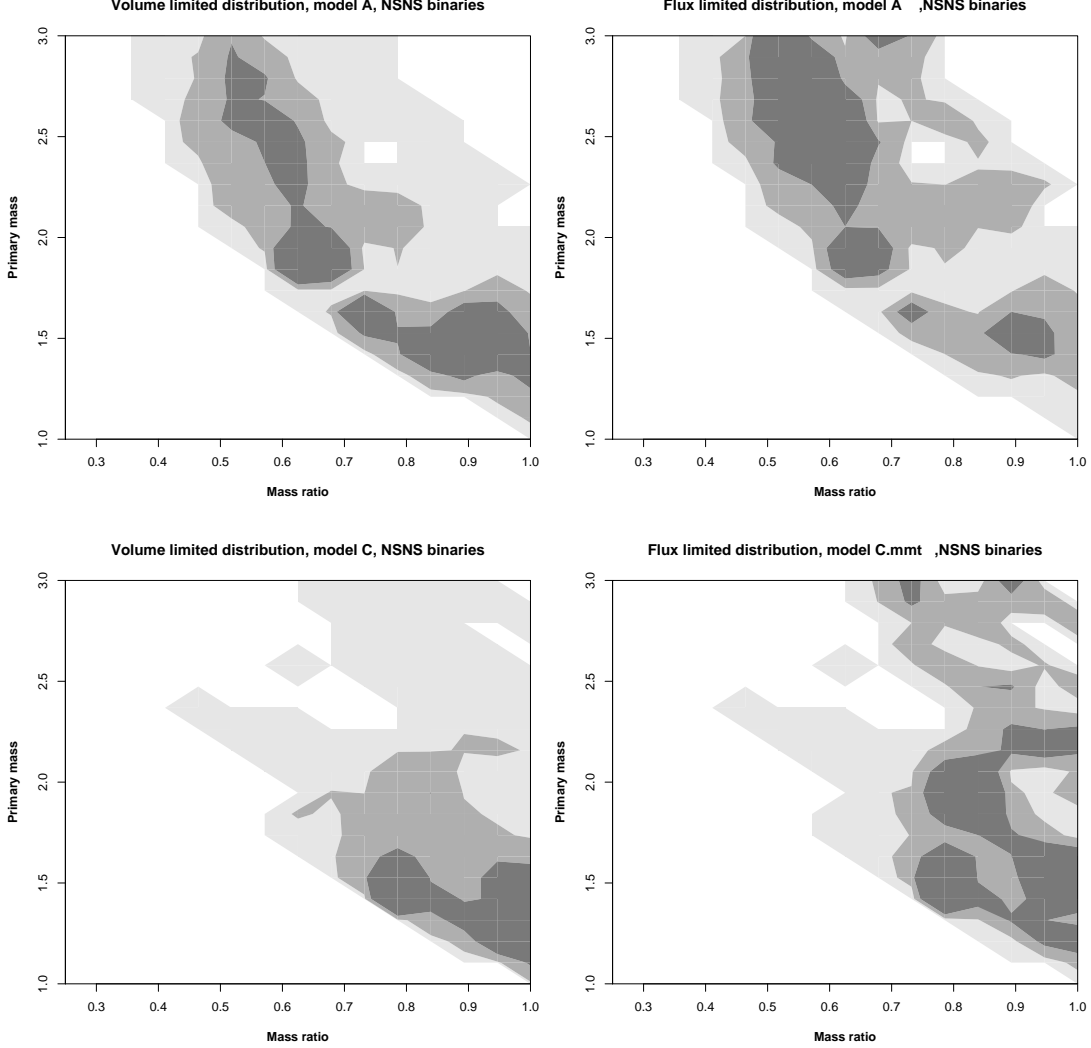 Volume limited distribution, model A, NSNS binaries
Flux limited distribution, model A ,NSNS binaries
Primary mass
3.0
2.5
2.0
1.5
1.0
0.3 0.4 0.5 0.6 0.7 0.8 0.9 1.0
Mass ratio
Primary mass
3.0
2.5
2.0
1.5
1.0
0.3 0.4 0.5 0.6 0.7 0.8 0.9 1.0
Mass ratio
Volume limited distribution, model C, NSNS binaries
Flux limited distribution, model C.mmt ,NSNS binaries
Primary mass
3.0
2.5
2.0
1.5
1.0
0.3 0.4 0.5 0.6 0.7 0.8 0.9 1.0
Mass ratio
Primary mass
3.0
2.5
2.0
1.5
1.0
0.3 0.4 0.5 0.6 0.7 0.8 0.9 1.0
Mass ratio